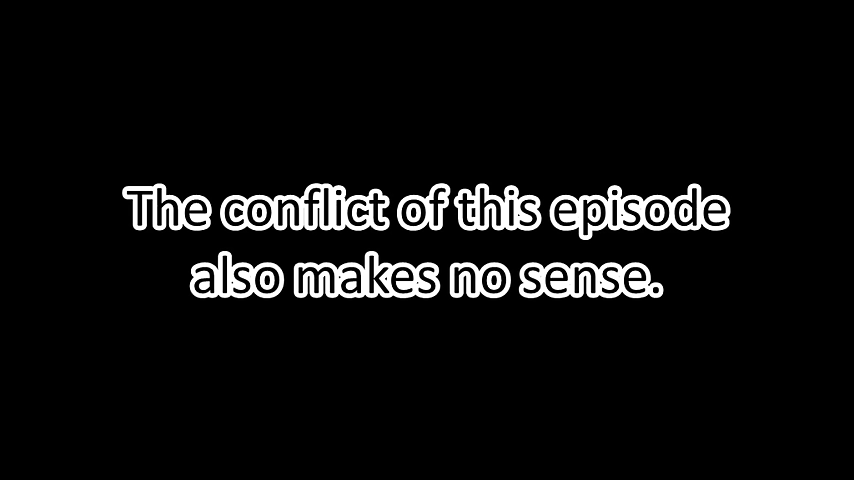 The conflict of this episode
also makes no sense.